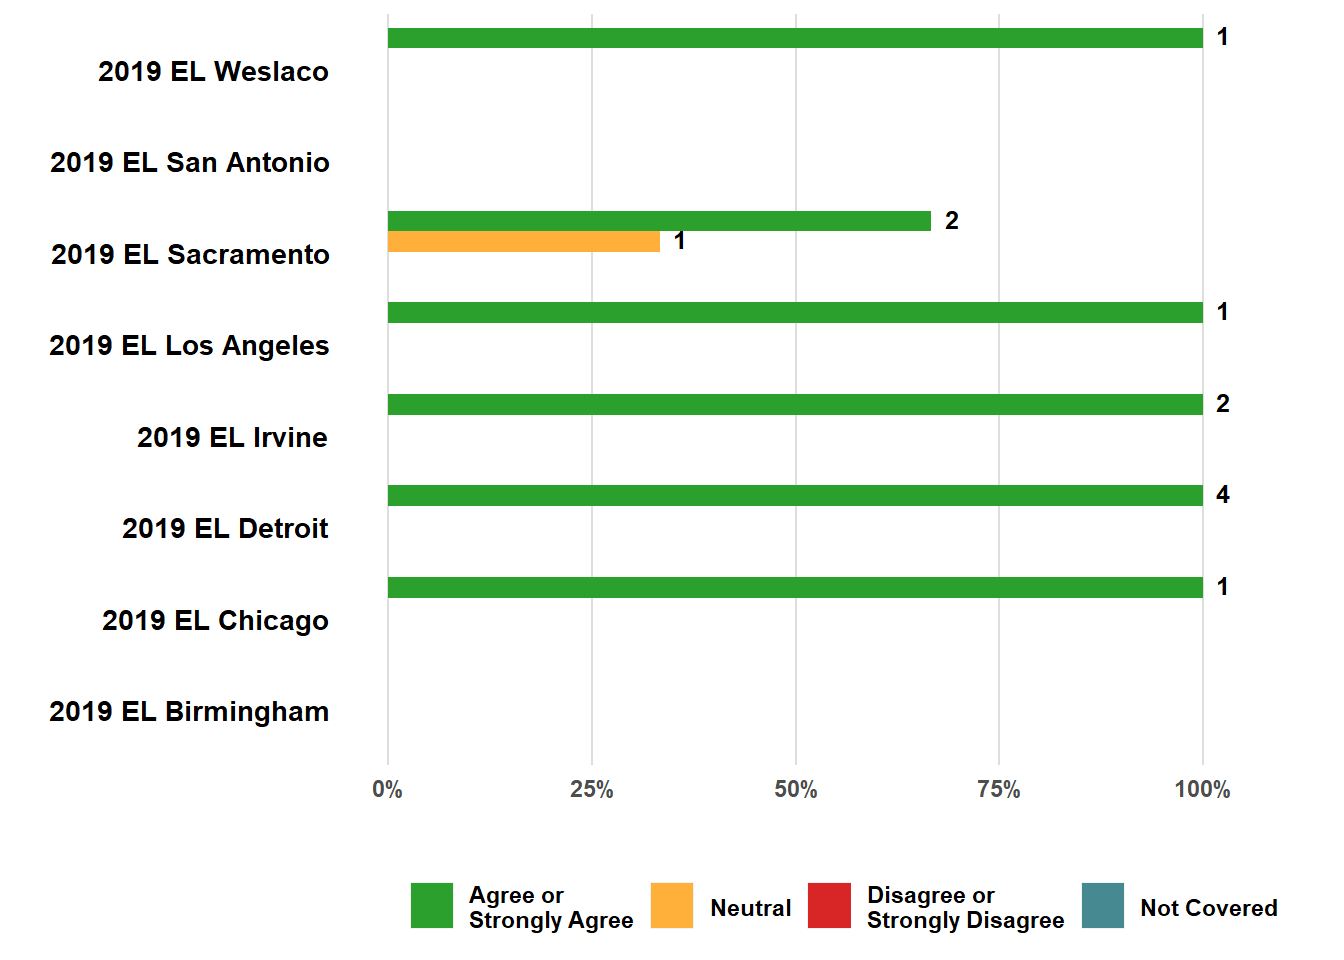 1
2019 EL Weslaco
2019 EL San Antonio
2
1
2019 EL Sacramento
1
2019 EL Los Angeles
2
2019 EL Irvine
4
2019 EL Detroit
1
2019 EL Chicago
2019 EL Birmingham
0% 25% 50% 75% 100%
Agree or
Strongly Agree
Neutral
Disagree or
Strongly Disagree
Not Covered